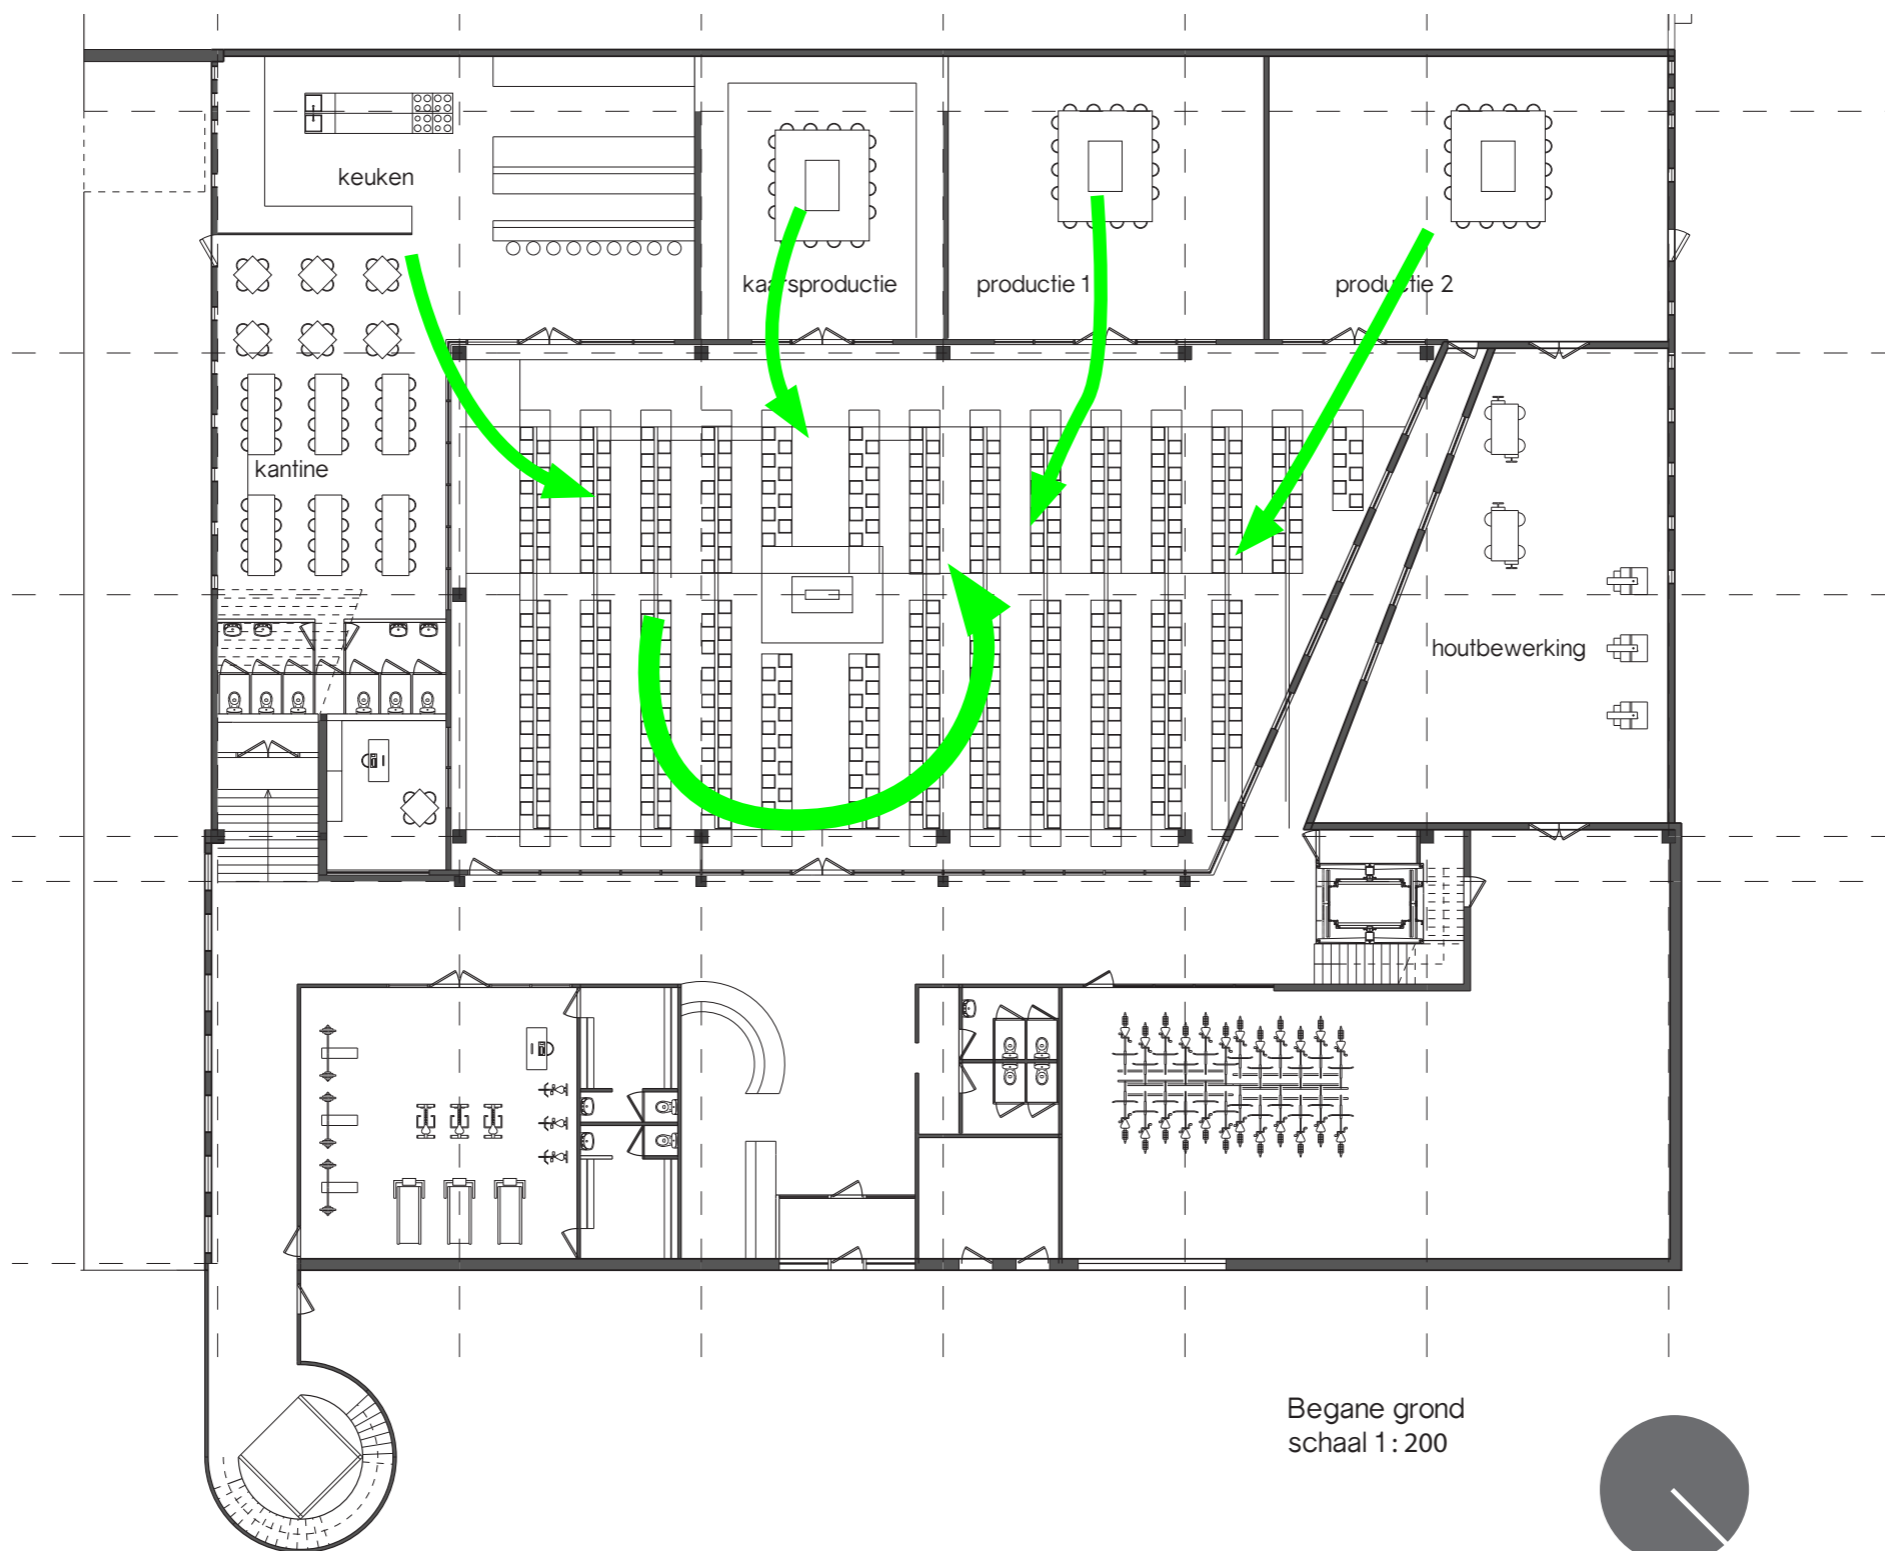 keuken
kaarsproductie
productie 1
productie 2
kantine
houtbewerking
Begane grond
schaal 1 : 200